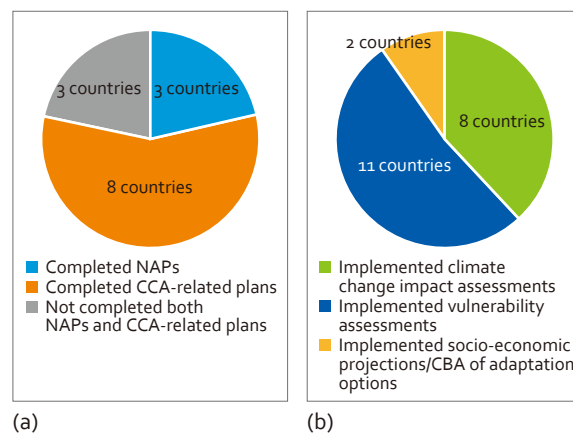 3 countries
3 countries
8 countries
Completed NAPs
Completed CCA-related plans
Not completed both
NAPs and CCA-related plans
(a)
2 countries
8 countries
11 countries
Implemented climate
change impact assessments
Implemented vulnerability
assessments
Implemented socio-economic
projections/CBA of adaptation
options
(b)